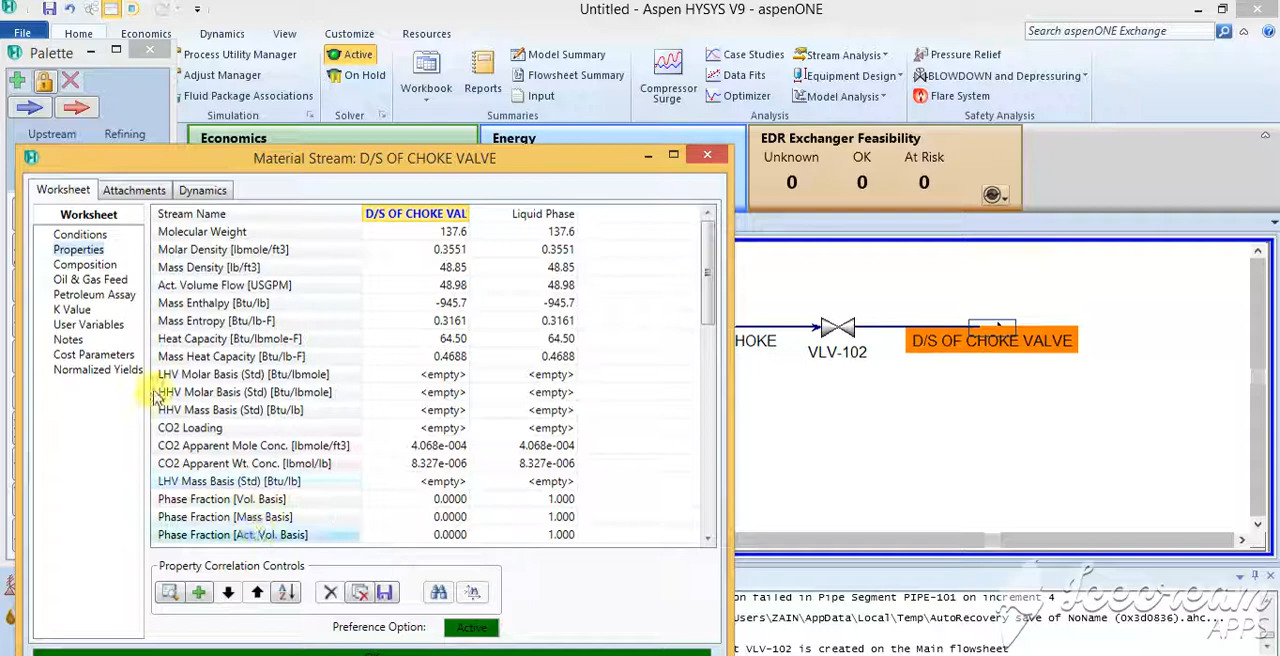 Untitled - Aspen HYSYS V9 - aspenONE
File
Home
Economics
Dynamics
View
Customize
Resources
Search aspenONE Exchange
Palette
Process Utility Manager
Adjust Manager
Fluid Package Associations
Simulation
Active
On Hold
Solver
Workbook
Reports
Model Summary
Flowsheet Summary
Input
Summaries
Compressor
Surge
Case Studies
Data Fits
Optimizer
Stream Analysis
Equipment Design
Model Analysis
Analysis
Pressure Relief
BLOWDOWN and Depressuring
Flare System
Safety Analysis
Upstream
Refining
Economics
Energy
EDR Exchanger Feasibility
Unknown OK At Risk
0 0 0
Material Stream: D/S OF CHOKE VALVE
Worksheet Attachments Dynamics
Worksheet
Conditions
Properties
Composition
Oil & Gas Feed
Petroleum Assay
K Value
User Variables
Notes
Cost Parameters
Normalized Yields
Stream Name D/S OF CHOKE VAL Liquid Phase
Molecular Weight 137.6 137.6
Molar Density [lbmole/ft3] 0.3551 0.3551
Mass Density [lb/ft3] 48.85 48.85
Act. Volume Flow [USGPM] 48.98 48.98
Mass Enthalpy [Btu/lb] -945.7 -945.7
Mass Entropy [Btu/lb-F] 0.3161 0.3161
Heat Capacity [Btu/lbmole-F] 64.50 64.50
Mass Heat Capacity [Btu/lb-F] 0.4688 0.4688
LHV Molar Basis (Std) [Btu/lbmole] <empty> <empty>
HHV Molar Basis (Std) [Btu/lbmole] <empty> <empty>
HHV Mass Basis (Std) [Btu/lb] <empty> <empty>
CO2 Loading <empty> <empty>
CO2 Apparent Mole Conc. [lbmole/ft3] 4.068e-004 4.068e-004
CO2 Apparent Wt. Conc. [lbmol/lb] 8.327e-006 8.327e-006
LHV Mass Basis (Std) [Btu/lb] <empty> <empty>
Phase Fraction [Vol. Basis] 0.0000 1.000
Phase Fraction [Mass Basis] 0.0000 1.000
Phase Fraction [Act. Vol. Basis] 0.0000 1.000
Property Correlation Controls
Preference Option: Active
HOKE
VLV-102
D/S OF CHOKE VALVE
on failed in Pipe Segment PIPE-101 on increment 4
ers\ZAIN\AppData\Local\Temp\AutoRecovery save of NoName (0x3d083).ahc...
t VLV-102 is created on the Main flowsheet
Icecream
APPS